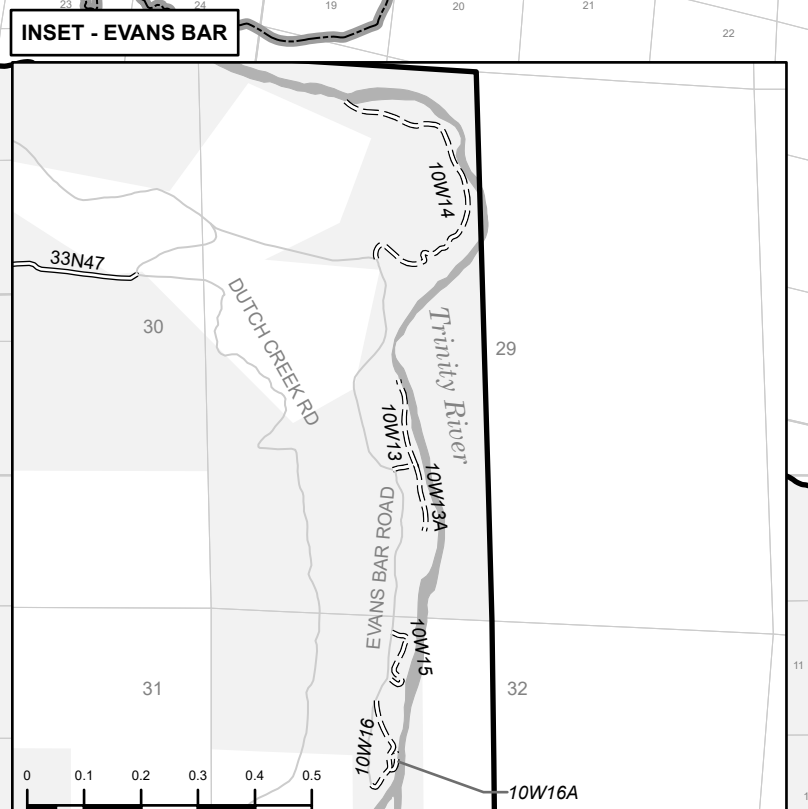 23
24
19
20
21
22
INSET - EVANS BAR
10W14
33N47
DUTCH CREEK RD
30
Trinity River
29
10W13
10W13A
EVANS BAR ROAD
10W15
31
32
11
10W16
0 0.1 0.2 0.3 0.4 0.5
10W16A